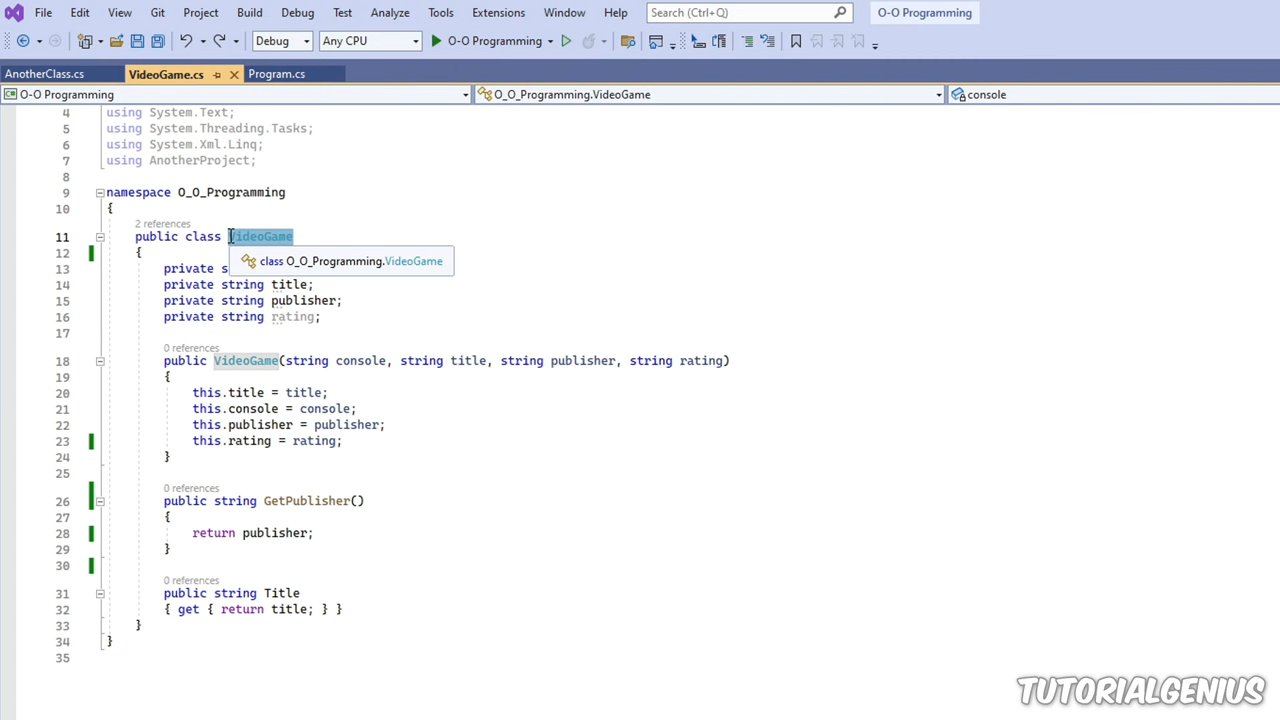 File Edit View Git Project Build Debug Test Analyze Tools Extensions Window Help Search (Ctrl+Q) O-O Programming
Debug Any CPU O-O Programming
AnotherClass.cs VideoGame.cs Program.cs
O-O Programming O_O_Programming.VideoGame console
4 using System.Text;
5 using System.Threading.Tasks;
6 using System.Xml.Linq;
7 using AnotherProject;
8
9 namespace O_O_Programming
10 {
2 references
11 public class VideoGame
12 {
class O_O_Programming.VideoGame
13 private s
14 private string title;
15 private string publisher;
16 private string rating;
17
0 references
18 public VideoGame(string console, string title, string publisher, string rating)
19 {
20 this.title = title;
21 this.console = console;
22 this.publisher = publisher;
23 this.rating = rating;
24 }
25
0 references
26 public string GetPublisher()
27 {
28 return publisher;
29 }
30
0 references
31 public string Title
32 { get { return title; } }
33 }
34 }
35
TUTORIALGENIUS